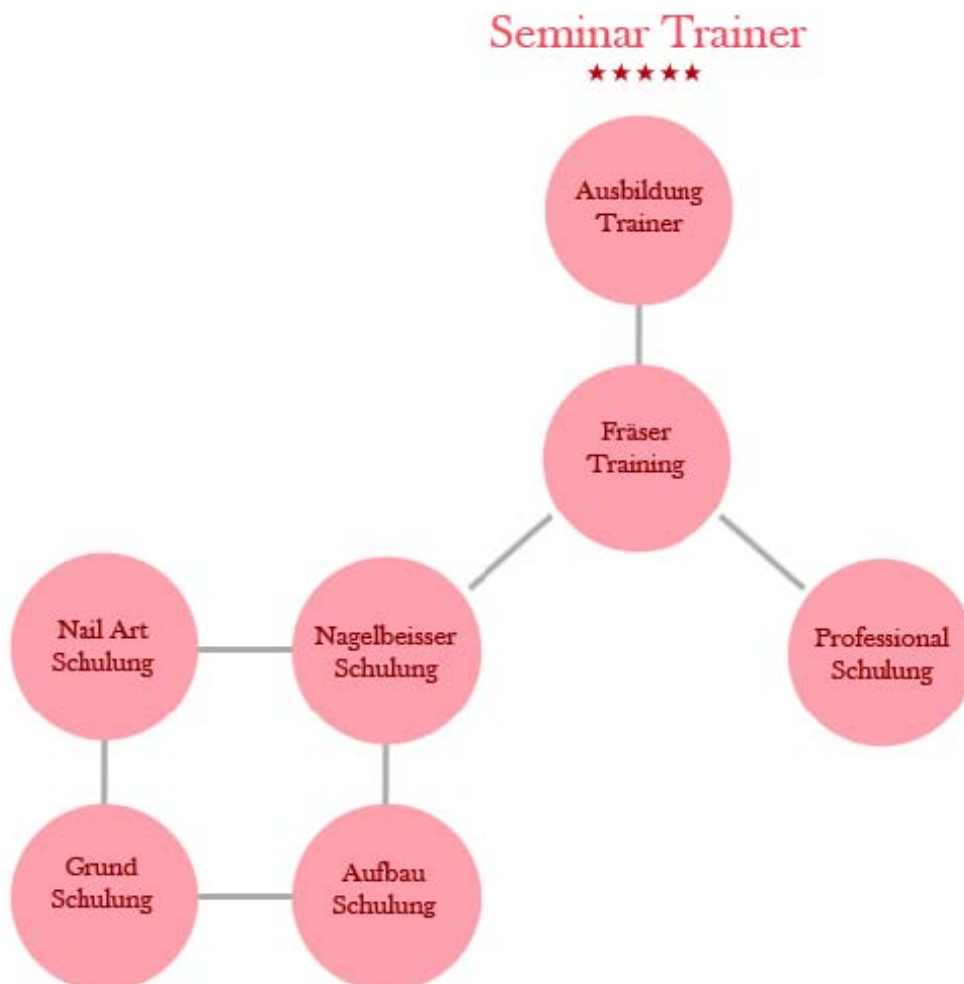 Seminar Trainer
★★★★★
Ausbildung
Trainer
Fräser
Training
Nail Art
Schulung
Nagelbeisser
Schulung
Professional
Schulung
Grund
Schulung
Aufbau
Schulung